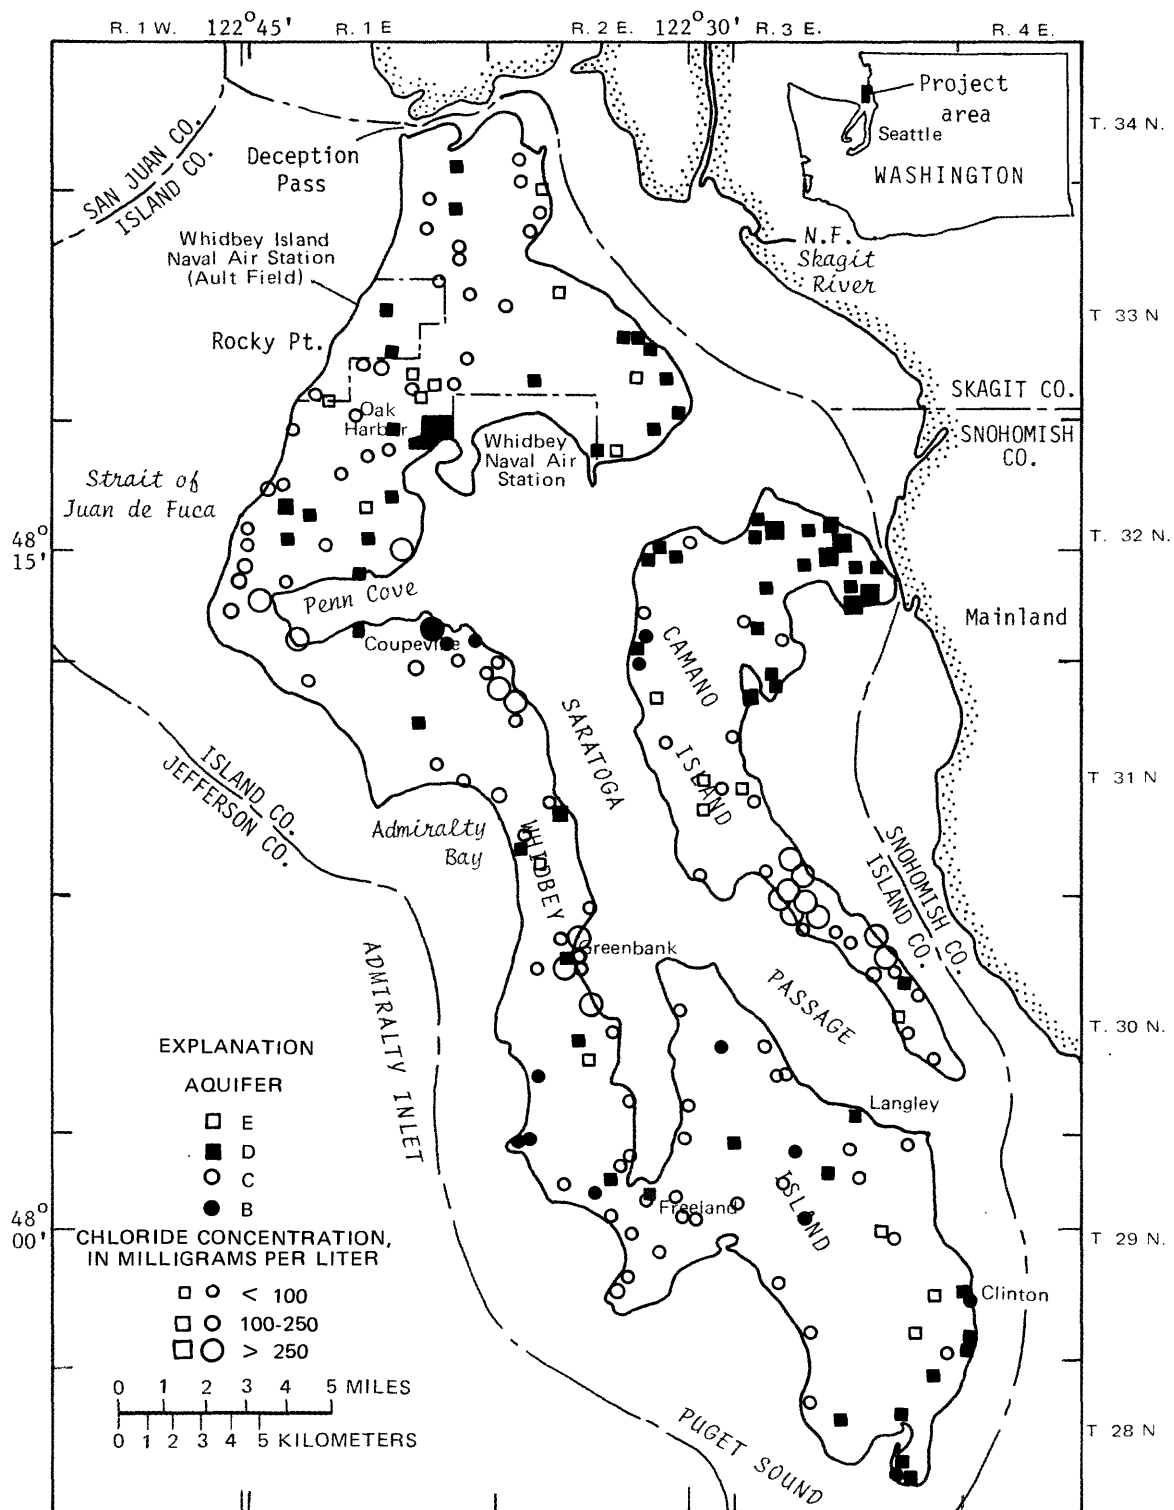 R. 1 W.
122°45'
R. 1 E
R. 2 E.
122°30'
R. 3 E.
R. 4 E.
Project
area
Seattle
WASHINGTON
T. 34 N.
SAN JUAN CO.
ISLAND CO.
Deception
Pass
Whidbey Island
Naval Air Station
(Ault Field)
N.F.
Skagit
River
Rocky Pt.
T 33 N
SKAGIT CO.
SNOHOMISH
CO.
Oak
Harbor
Whidbey
Naval Air
Station
Strait of
Juan de Fuca
48°
15'
T. 32 N.
Penn Cove
Mainland
Coupeville
CAMANO
ISLAND
SARATOGA
PASSAGE
ISLAND CO.
JEFFERSON CO.
T 31 N
Admiralty
Bay
WHIDBEY
ISLAND
SNOHOMISH CO.
ISLAND CO.
Greenbank
ADMIRALTY INLET
T. 30 N.
EXPLANATION
AQUIFER
E
D
C
B
Langley
Freeland
48°
00'
CHLORIDE CONCENTRATION,
IN MILLIGRAMS PER LITER
< 100
100-250
> 250
T 29 N.
Clinton
0 1 2 3 4 5 MILES
0 1 2 3 4 5 KILOMETERS
PUGET SOUND
T 28 N